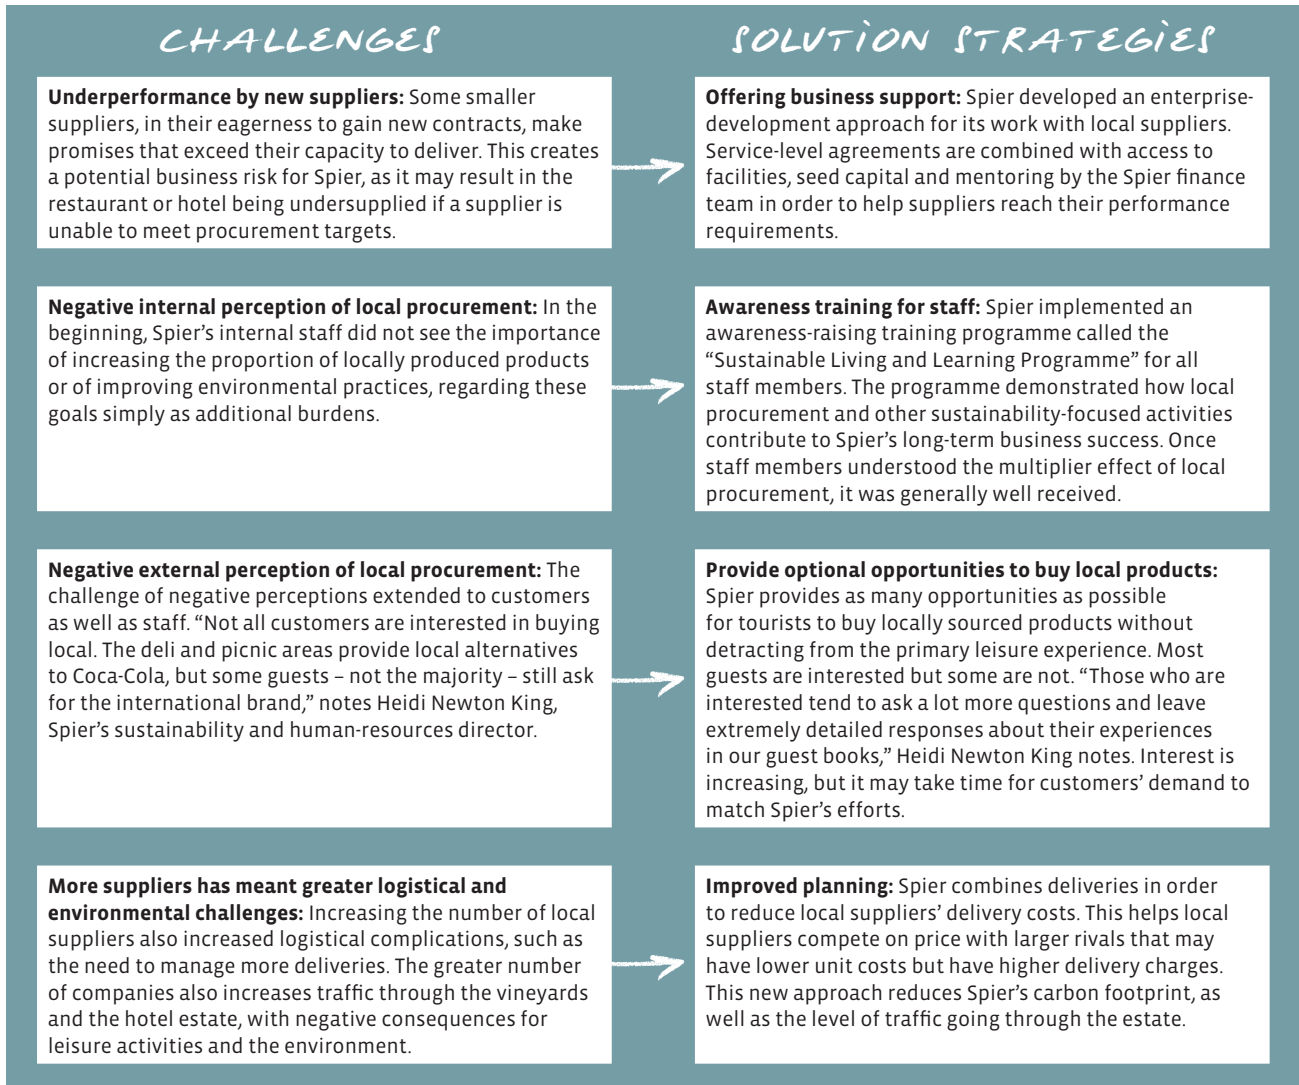 CHALLENGES
SOLUTION STRATEGIES
Underperformance by new suppliers: Some smaller
suppliers, in their eagerness to gain new contracts, make
promises that exceed their capacity to deliver. This creates
a potential business risk for Spier, as it may result in the
restaurant or hotel being undersupplied if a supplier is
unable to meet procurement targets.
Offering business support: Spier developed an enterprise-
development approach for its work with local suppliers.
Service-level agreements are combined with access to
facilities, seed capital and mentoring by the Spier finance
team in order to help suppliers reach their performance
requirements.
Negative internal perception of local procurement: In the
beginning, Spier’s internal staff did not see the importance
of increasing the proportion of locally produced products
or of improving environmental practices, regarding these
goals simply as additional burdens.
Awareness training for staff: Spier implemented an
awareness-raising training programme called the
“Sustainable Living and Learning Programme” for all
staff members. The programme demonstrated how local
procurement and other sustainability-focused activities
contribute to Spier’s long-term business success. Once
staff members understood the multiplier effect of local
procurement, it was generally well received.
Negative external perception of local procurement: The
challenge of negative perceptions extended to customers
as well as staff. “Not all customers are interested in buying
local. The deli and picnic areas provide local alternatives
to Coca-Cola, but some guests – not the majority – still ask
for the international brand,” notes Heidi Newton King,
Spier’s sustainability and human-resources director.
Provide optional opportunities to buy local products:
Spier provides as many opportunities as possible
for tourists to buy locally sourced products without
detracting from the primary leisure experience. Most
guests are interested but some are not. “Those who are
interested tend to ask a lot more questions and leave
extremely detailed responses about their experiences
in our guest books,” Heidi Newton King notes. Interest is
increasing, but it may take time for customers’ demand to
match Spier’s efforts.
More suppliers has meant greater logistical and
environmental challenges: Increasing the number of local
suppliers also increased logistical complications, such as
the need to manage more deliveries. The greater number
of companies also increases traffic through the vineyards
and the hotel estate, with negative consequences for
leisure activities and the environment.
Improved planning: Spier combines deliveries in order
to reduce local suppliers’ delivery costs. This helps local
suppliers compete on price with larger rivals that may
have lower unit costs but have higher delivery charges.
This new approach reduces Spier’s carbon footprint, as
well as the level of traffic going through the estate.